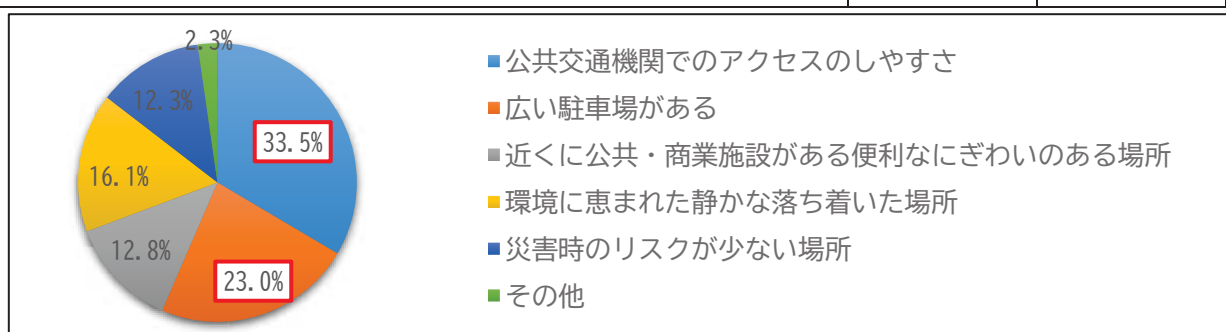 2.3%
12.3%
33.5%
16.1%
12.8%
23.0%
公共交通機関でのアクセスのしやすさ
広い駐車場がある
近くに公共・商業施設がある便利なにぎわいのある場所
環境に恵まれた静かな落ち着いた場所
災害時のリスクが少ない場所
その他